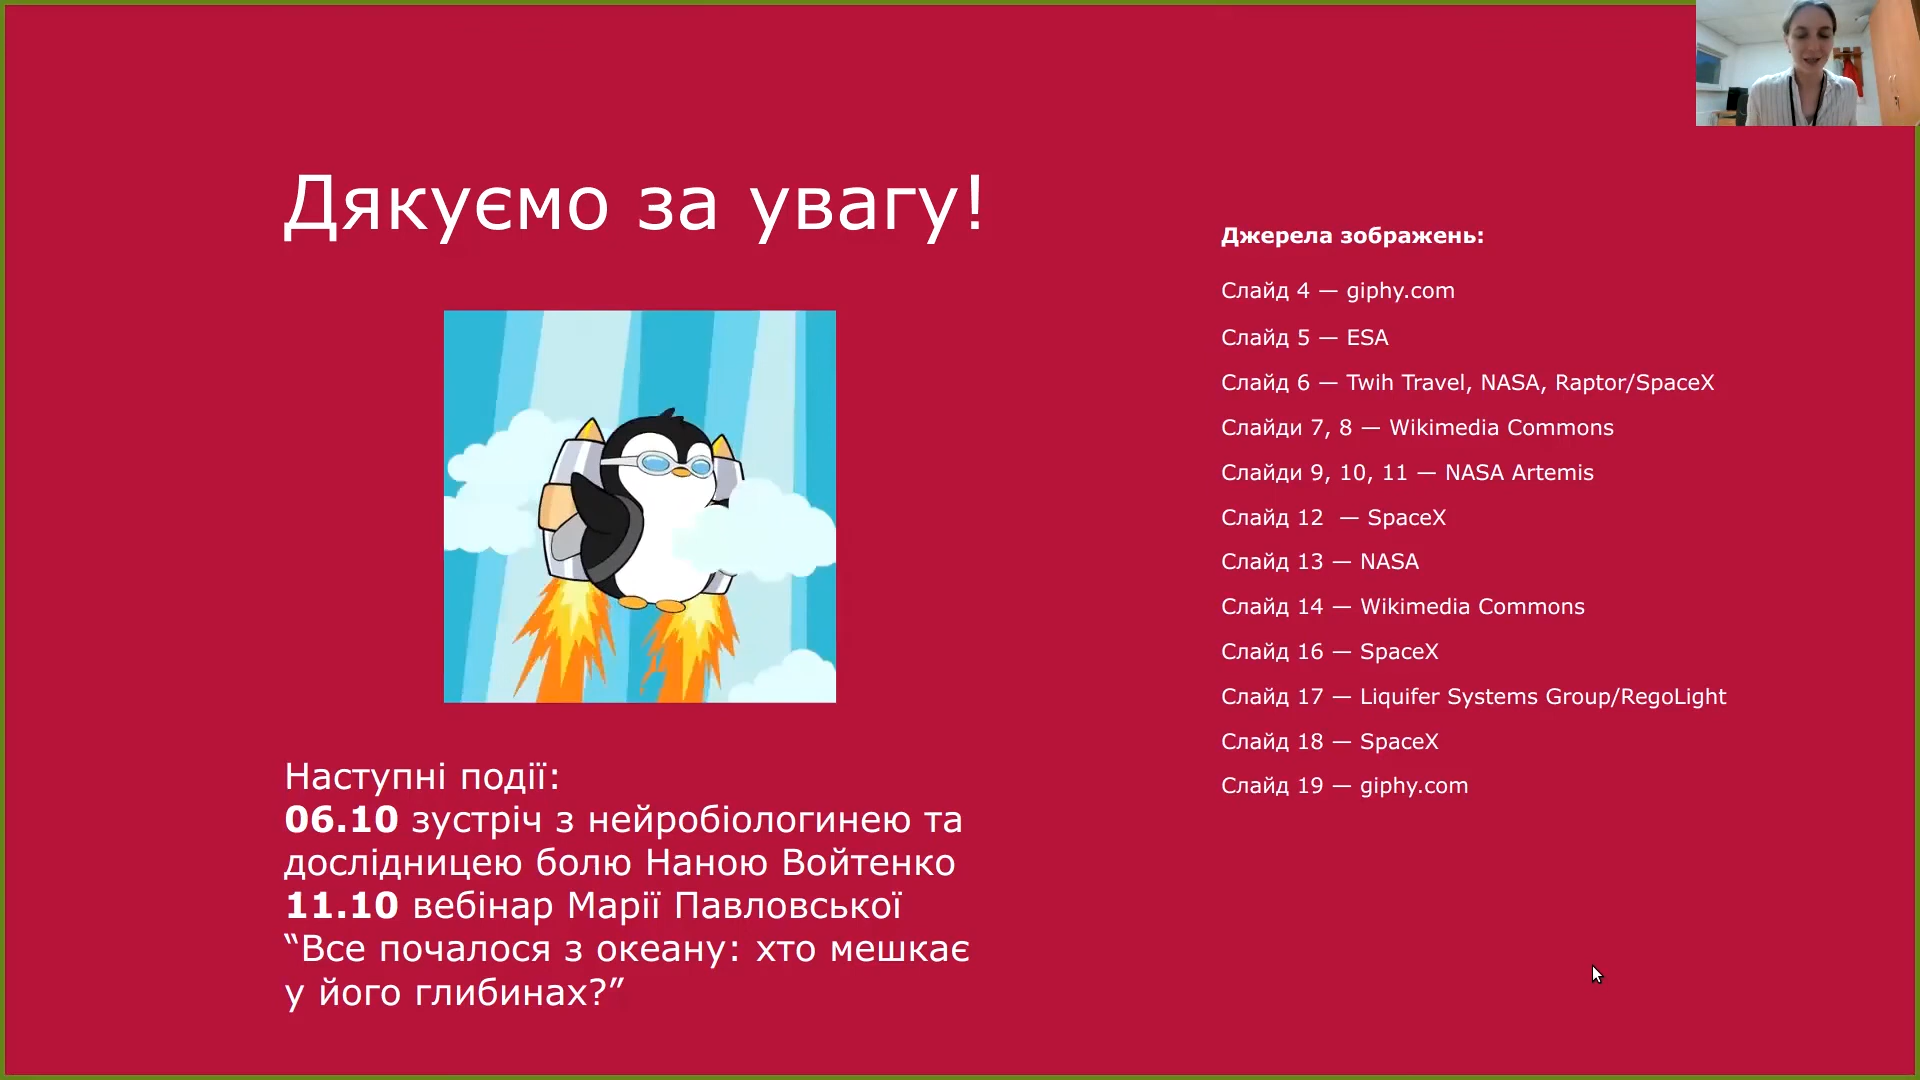 Дякуємо за увагу!
Наступні події:
06.10 зустріч з нейробіологинею та
дослідницею болю Наною Войтенко
11.10 вебінар Марії Павловської
“Все почалося з океану: хто мешкає
у його глибинах?”
Джерела зображень:
Слайд 4 — giphy.com
Слайд 5 — ESA
Слайд 6 — Twih Travel, NASA, Raptor/SpaceX
Слайди 7, 8 — Wikimedia Commons
Слайди 9, 10, 11 — NASA Artemis
Слайд 12  — SpaceX
Слайд 13 — NASA
Слайд 14 — Wikimedia Commons
Слайд 16 — SpaceX
Слайд 17 — Liquifer Systems Group/RegoLight
Слайд 18 — SpaceX
Слайд 19 — giphy.com